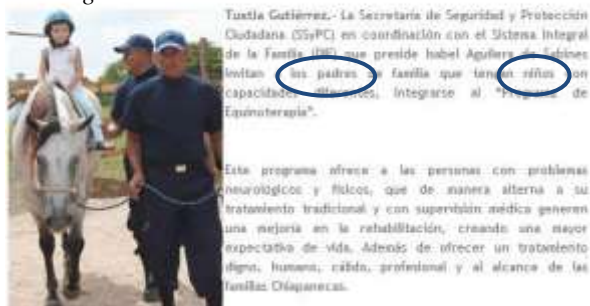 Tuxtla Gutiérrez.- La Secretaría de Seguridad y Protección
Ciudadana (SSyPC) en coordinación con el Sistema Integral
de la Familia (DIF) que preside Isabel Aguilera de Sabines
invitan los padres de familia que tengan niños con
capacidades diferentes, integrarse al "Programa de
Equinoterapia".
Este programa ofrece a las personas con problemas
neurológicos y físicos, que de manera alterna a su
tratamiento tradicional y con supervisión médica generen
una mejoría en la rehabilitación, creando una mayor
expectativa de vida. Además de ofrecer un tratamiento
digno, humano, cálido, profesional y al alcance de las
familias Chiapanecas.